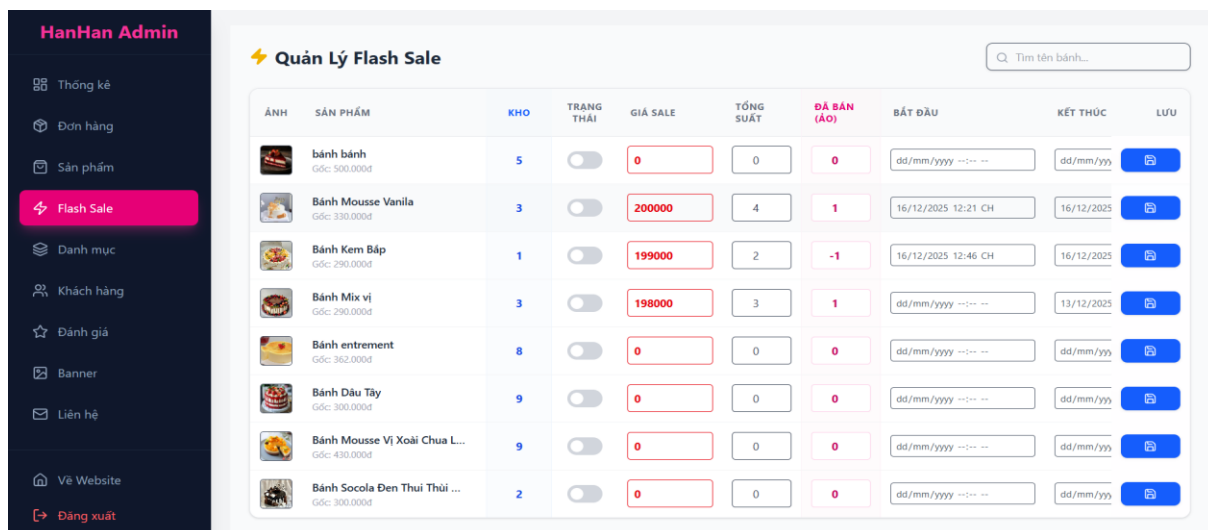 HanHan Admin
Thống kê
Đơn hàng
Sản phẩm
Flash Sale
Danh mục
Khách hàng
Đánh giá
Banner
Liên hệ
Về Website
Đăng xuất
Quản Lý Flash Sale
Tìm tên bánh...
ẢNH SẢN PHẨM KHO TRẠNG THÁI GIÁ SALE TỔNG SUẤT ĐÃ BÁN (ẢO) BẮT ĐẦU KẾT THÚC LƯU
bánh bánh 5 0 0 0 dd/mm/yyyy --:-- -- dd/mm/yyy
Gốc: 500.000đ
Bánh Mousse Vanila 3 200000 4 1 16/12/2025 12:21 CH 16/12/2025
Gốc: 330.000đ
Bánh Kem Bắp 1 199000 2 -1 16/12/2025 12:46 CH 16/12/2025
Gốc: 290.000đ
Bánh Mix vị 3 198000 3 1 dd/mm/yyyy --:-- -- 13/12/2025
Gốc: 290.000đ
Bánh entrement 8 0 0 0 dd/mm/yyyy --:-- -- dd/mm/yyy
Gốc: 362.000đ
Bánh Dâu Tây 9 0 0 0 dd/mm/yyyy --:-- -- dd/mm/yyy
Gốc: 300.000đ
Bánh Mousse Vị Xoài Chua L... 9 0 0 0 dd/mm/yyyy --:-- -- dd/mm/yyy
Gốc: 430.000đ
Bánh Socola Đen Thui Thùi ... 2 0 0 0 dd/mm/yyyy --:-- -- dd/mm/yyy
Gốc: 300.000đ